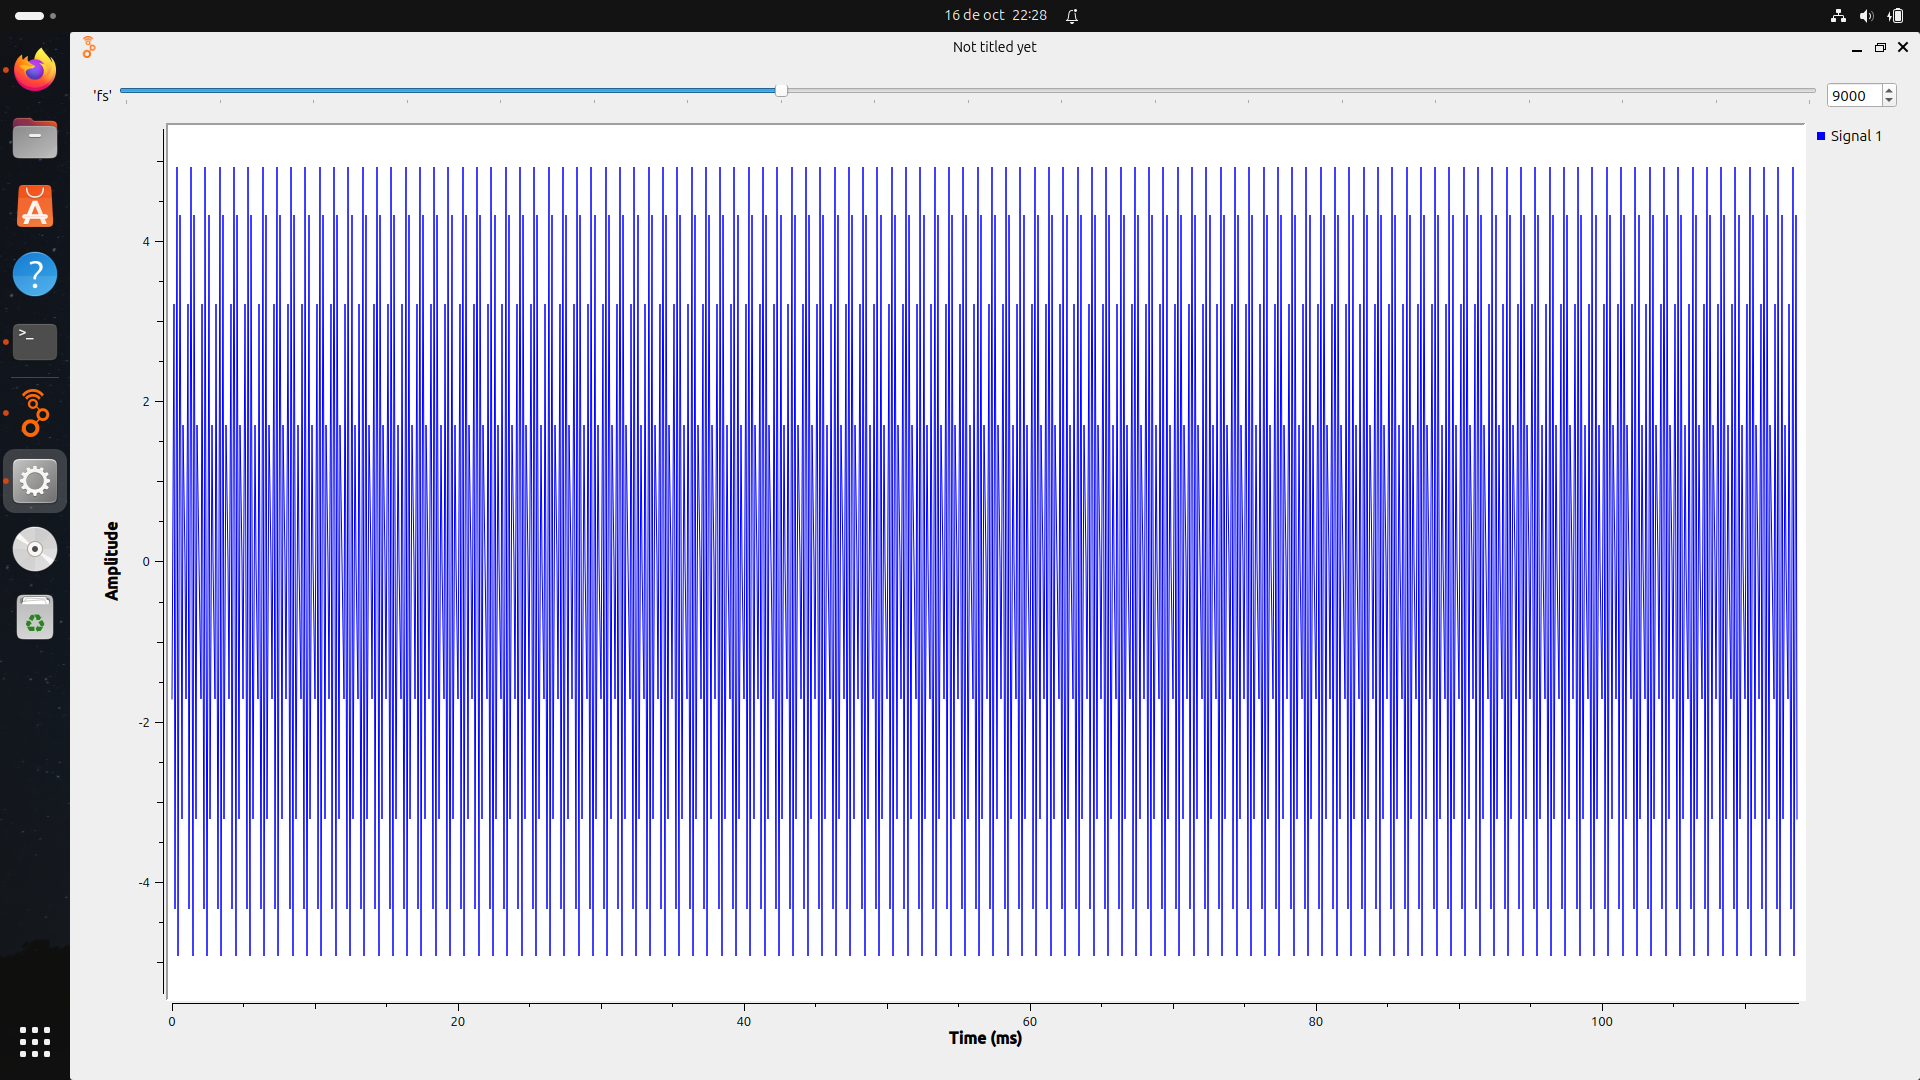 16 de oct 22:28
Not titled yet
'fs'
9000
Signal 1
4
2
0
-2
-4
Amplitude
0 20 40 60 80 100
Time (ms)